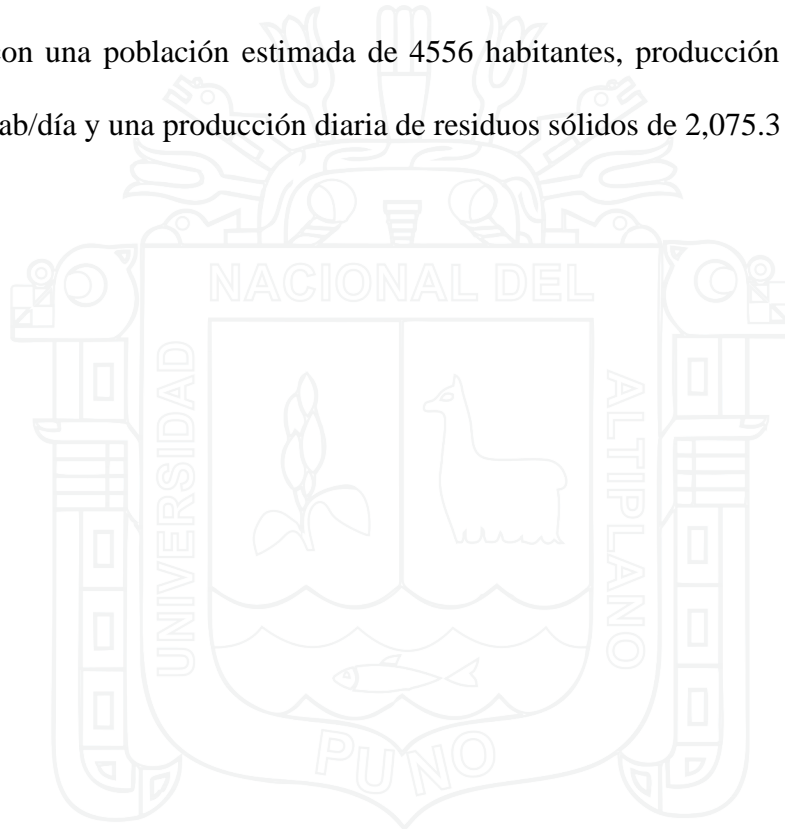 on una población estimada de 4556 habitantes, producción
ab/día y una producción diaria de residuos sólidos de 2,075.3
NACIONAL DEL
UNIVERSIDAD
ALTIPLANO
PUNO